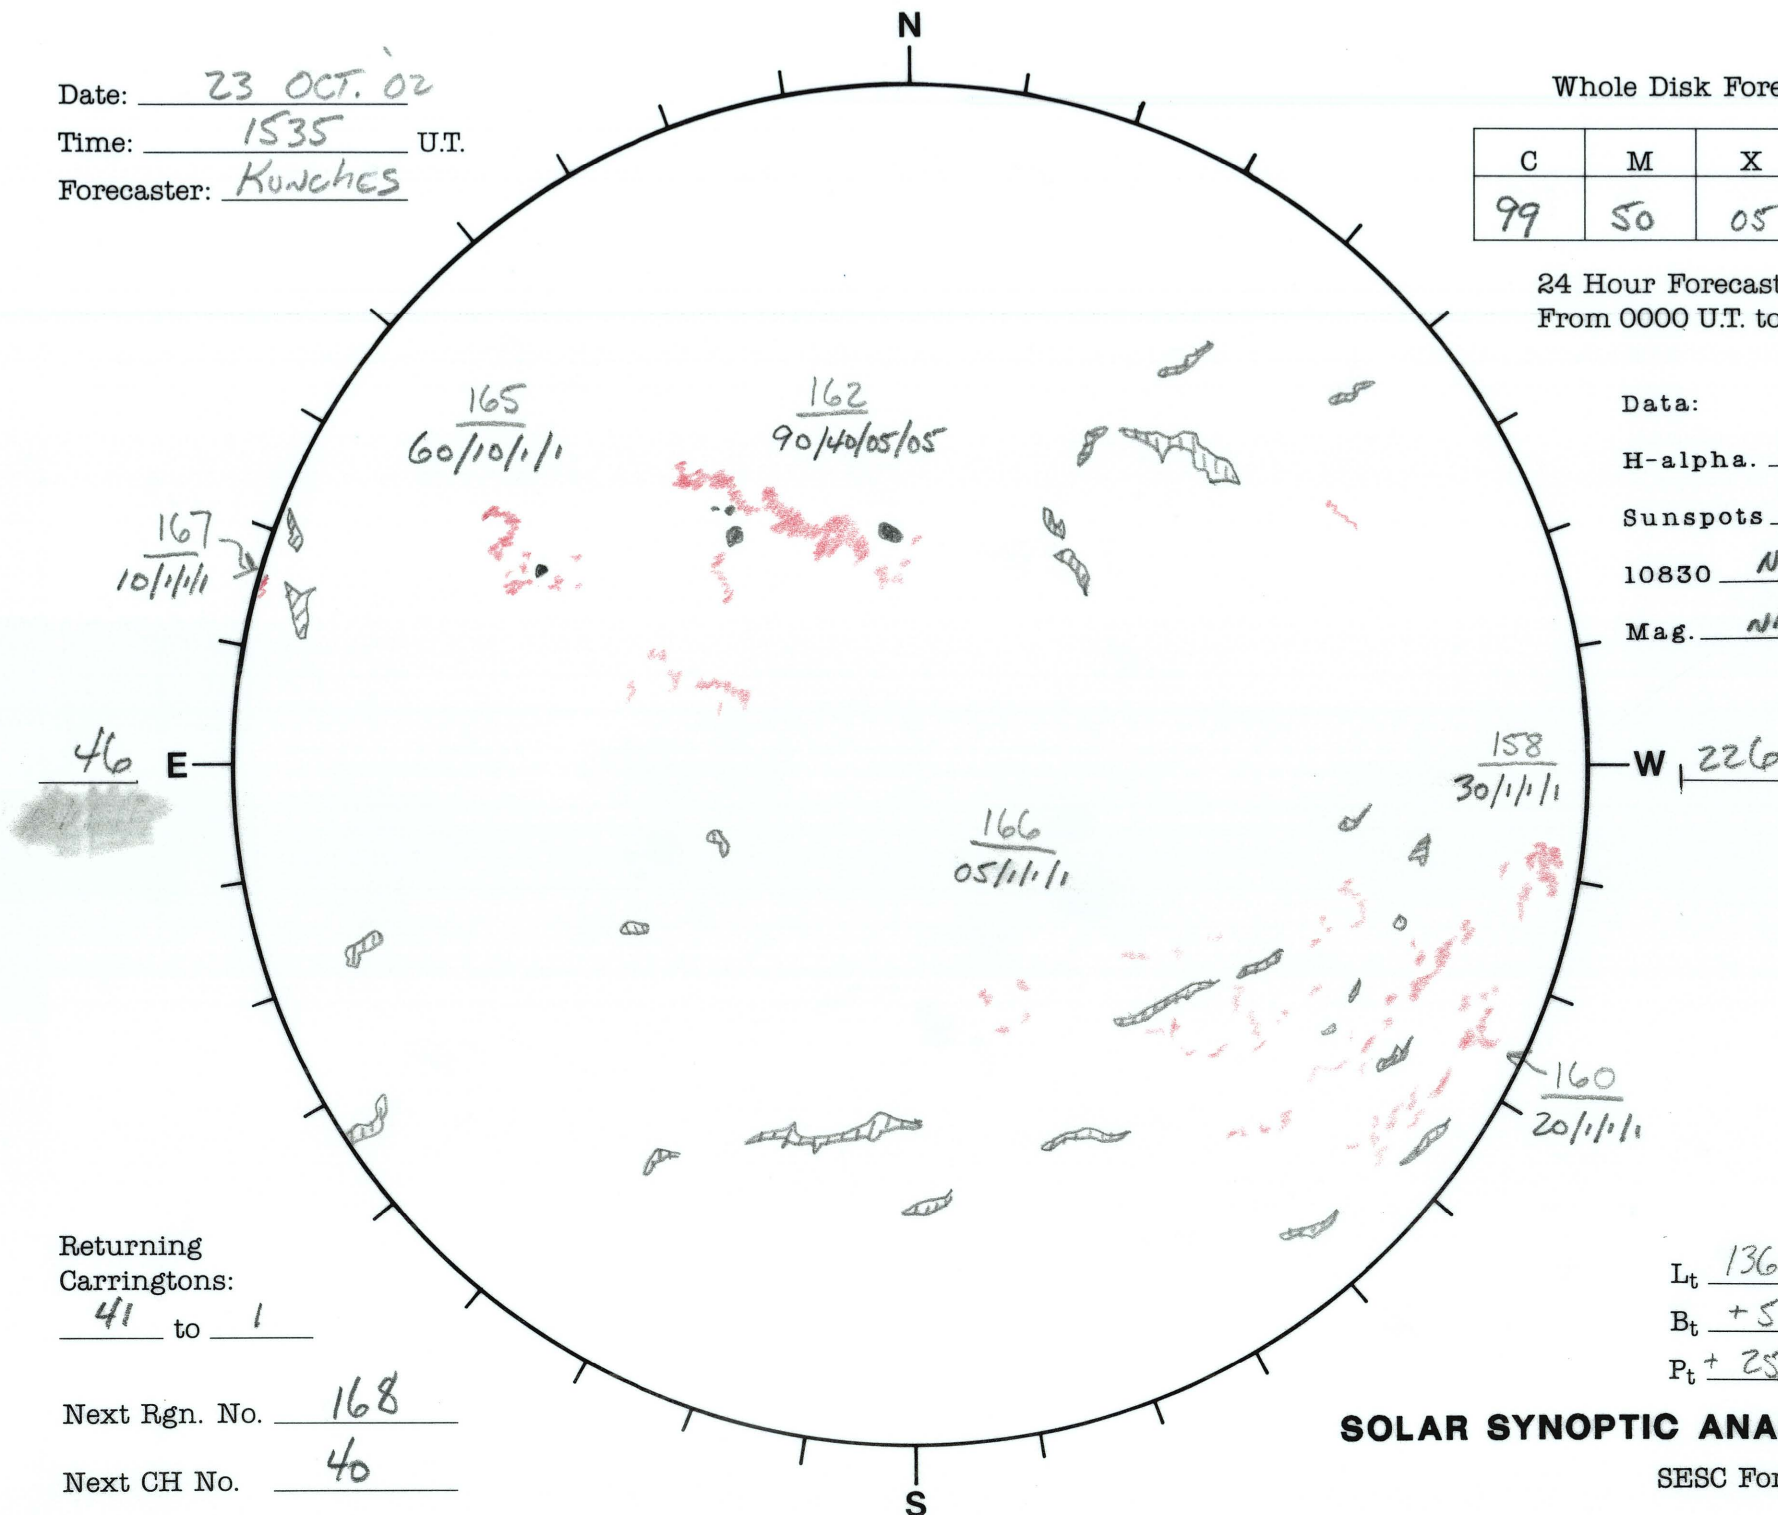 N
Date: 23 OCT. '02
Time: 1535 U.T.
Forecaster: Kunches
Whole Disk Fore
C M X
99 50 05
24 Hour Forecast
From 0000 U.T. to
Data:
H-alpha.
Sunspots
10830 N
Mag.
165
60/10/1/1
162
90/40/05/05
167
10/1/1/1
46 E
W 226
158
30/1/1/1
166
05/1/1/1
160
20/1/1/1
Returning
Carringtons:
41 to 1
Next Rgn. No. 168
Next CH No. 40
Lt 136
Bt +5
Pt + 25
SOLAR SYNOPTIC ANA
SESC For
S